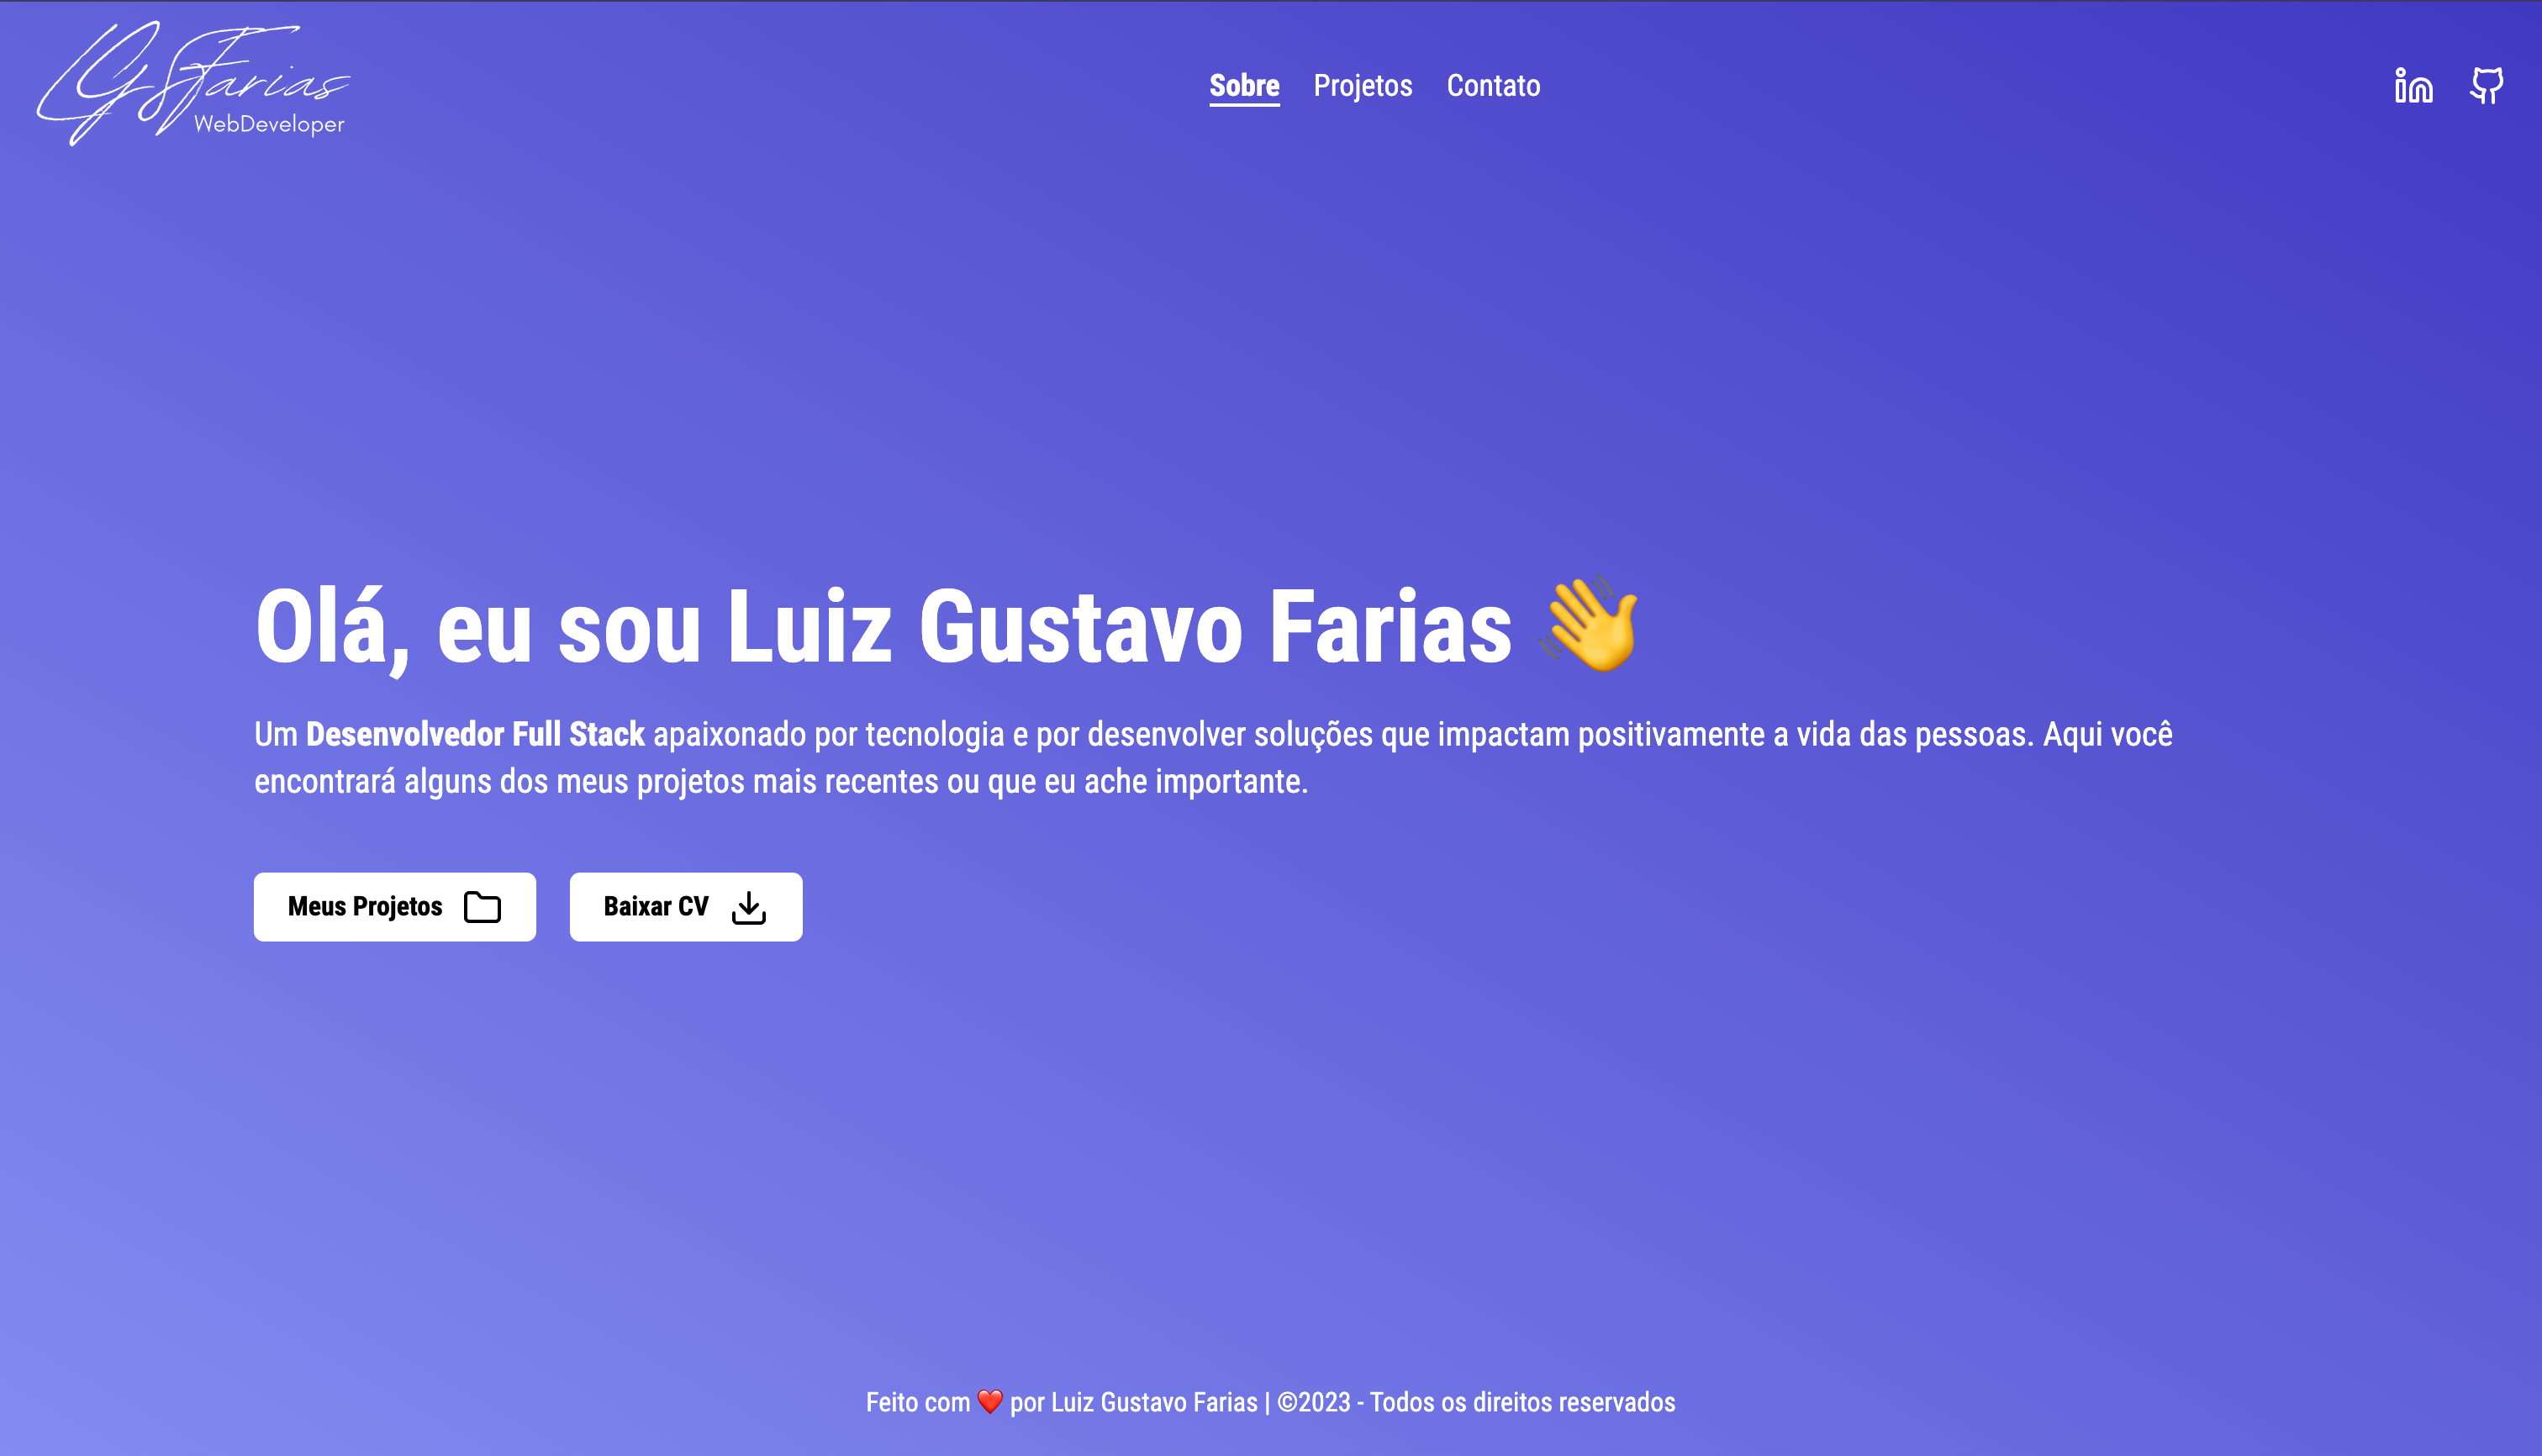 LGSFarias
WebDeveloper
Sobre Projetos Contato
Olá, eu sou Luiz Gustavo Farias 👋
Um Desenvolvedor Full Stack apaixonado por tecnologia e por desenvolver soluções que impactam positivamente a vida das pessoas. Aqui você
encontrará alguns dos meus projetos mais recentes ou que eu ache importante.
Meus Projetos
Baixar CV
Feito com ❤️ por Luiz Gustavo Farias | ©2023 - Todos os direitos reservados